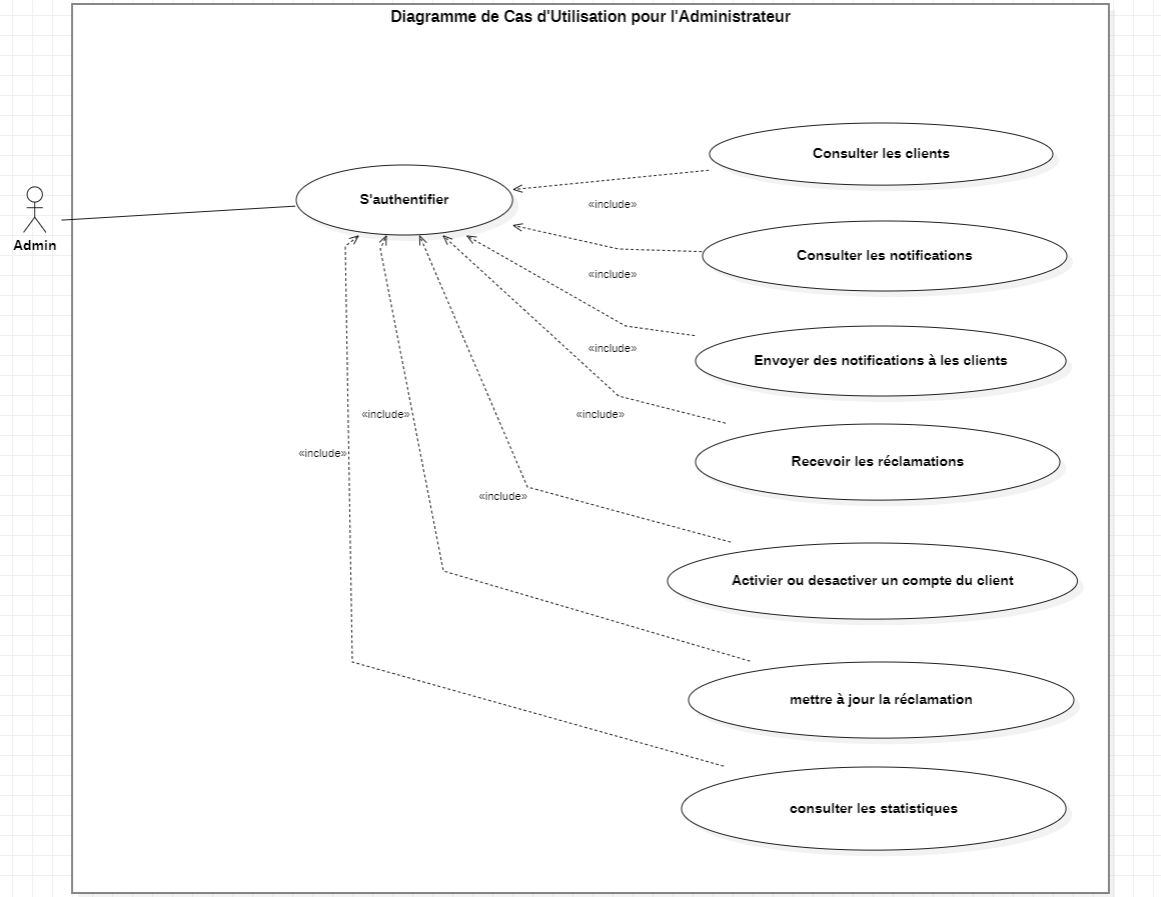 Diagramme de Cas d'Utilisation pour l'Administrateur
Consulter les clients
S'authentifier
«include»
Admin
Consulter les notifications
«include»
«include»
Envoyer des notifications à les clients
«include»
«include»
«include»
Recevoir les réclamations
«include»
Activier ou desactiver un compte du client
mettre à jour la réclamation
consulter les statistiques